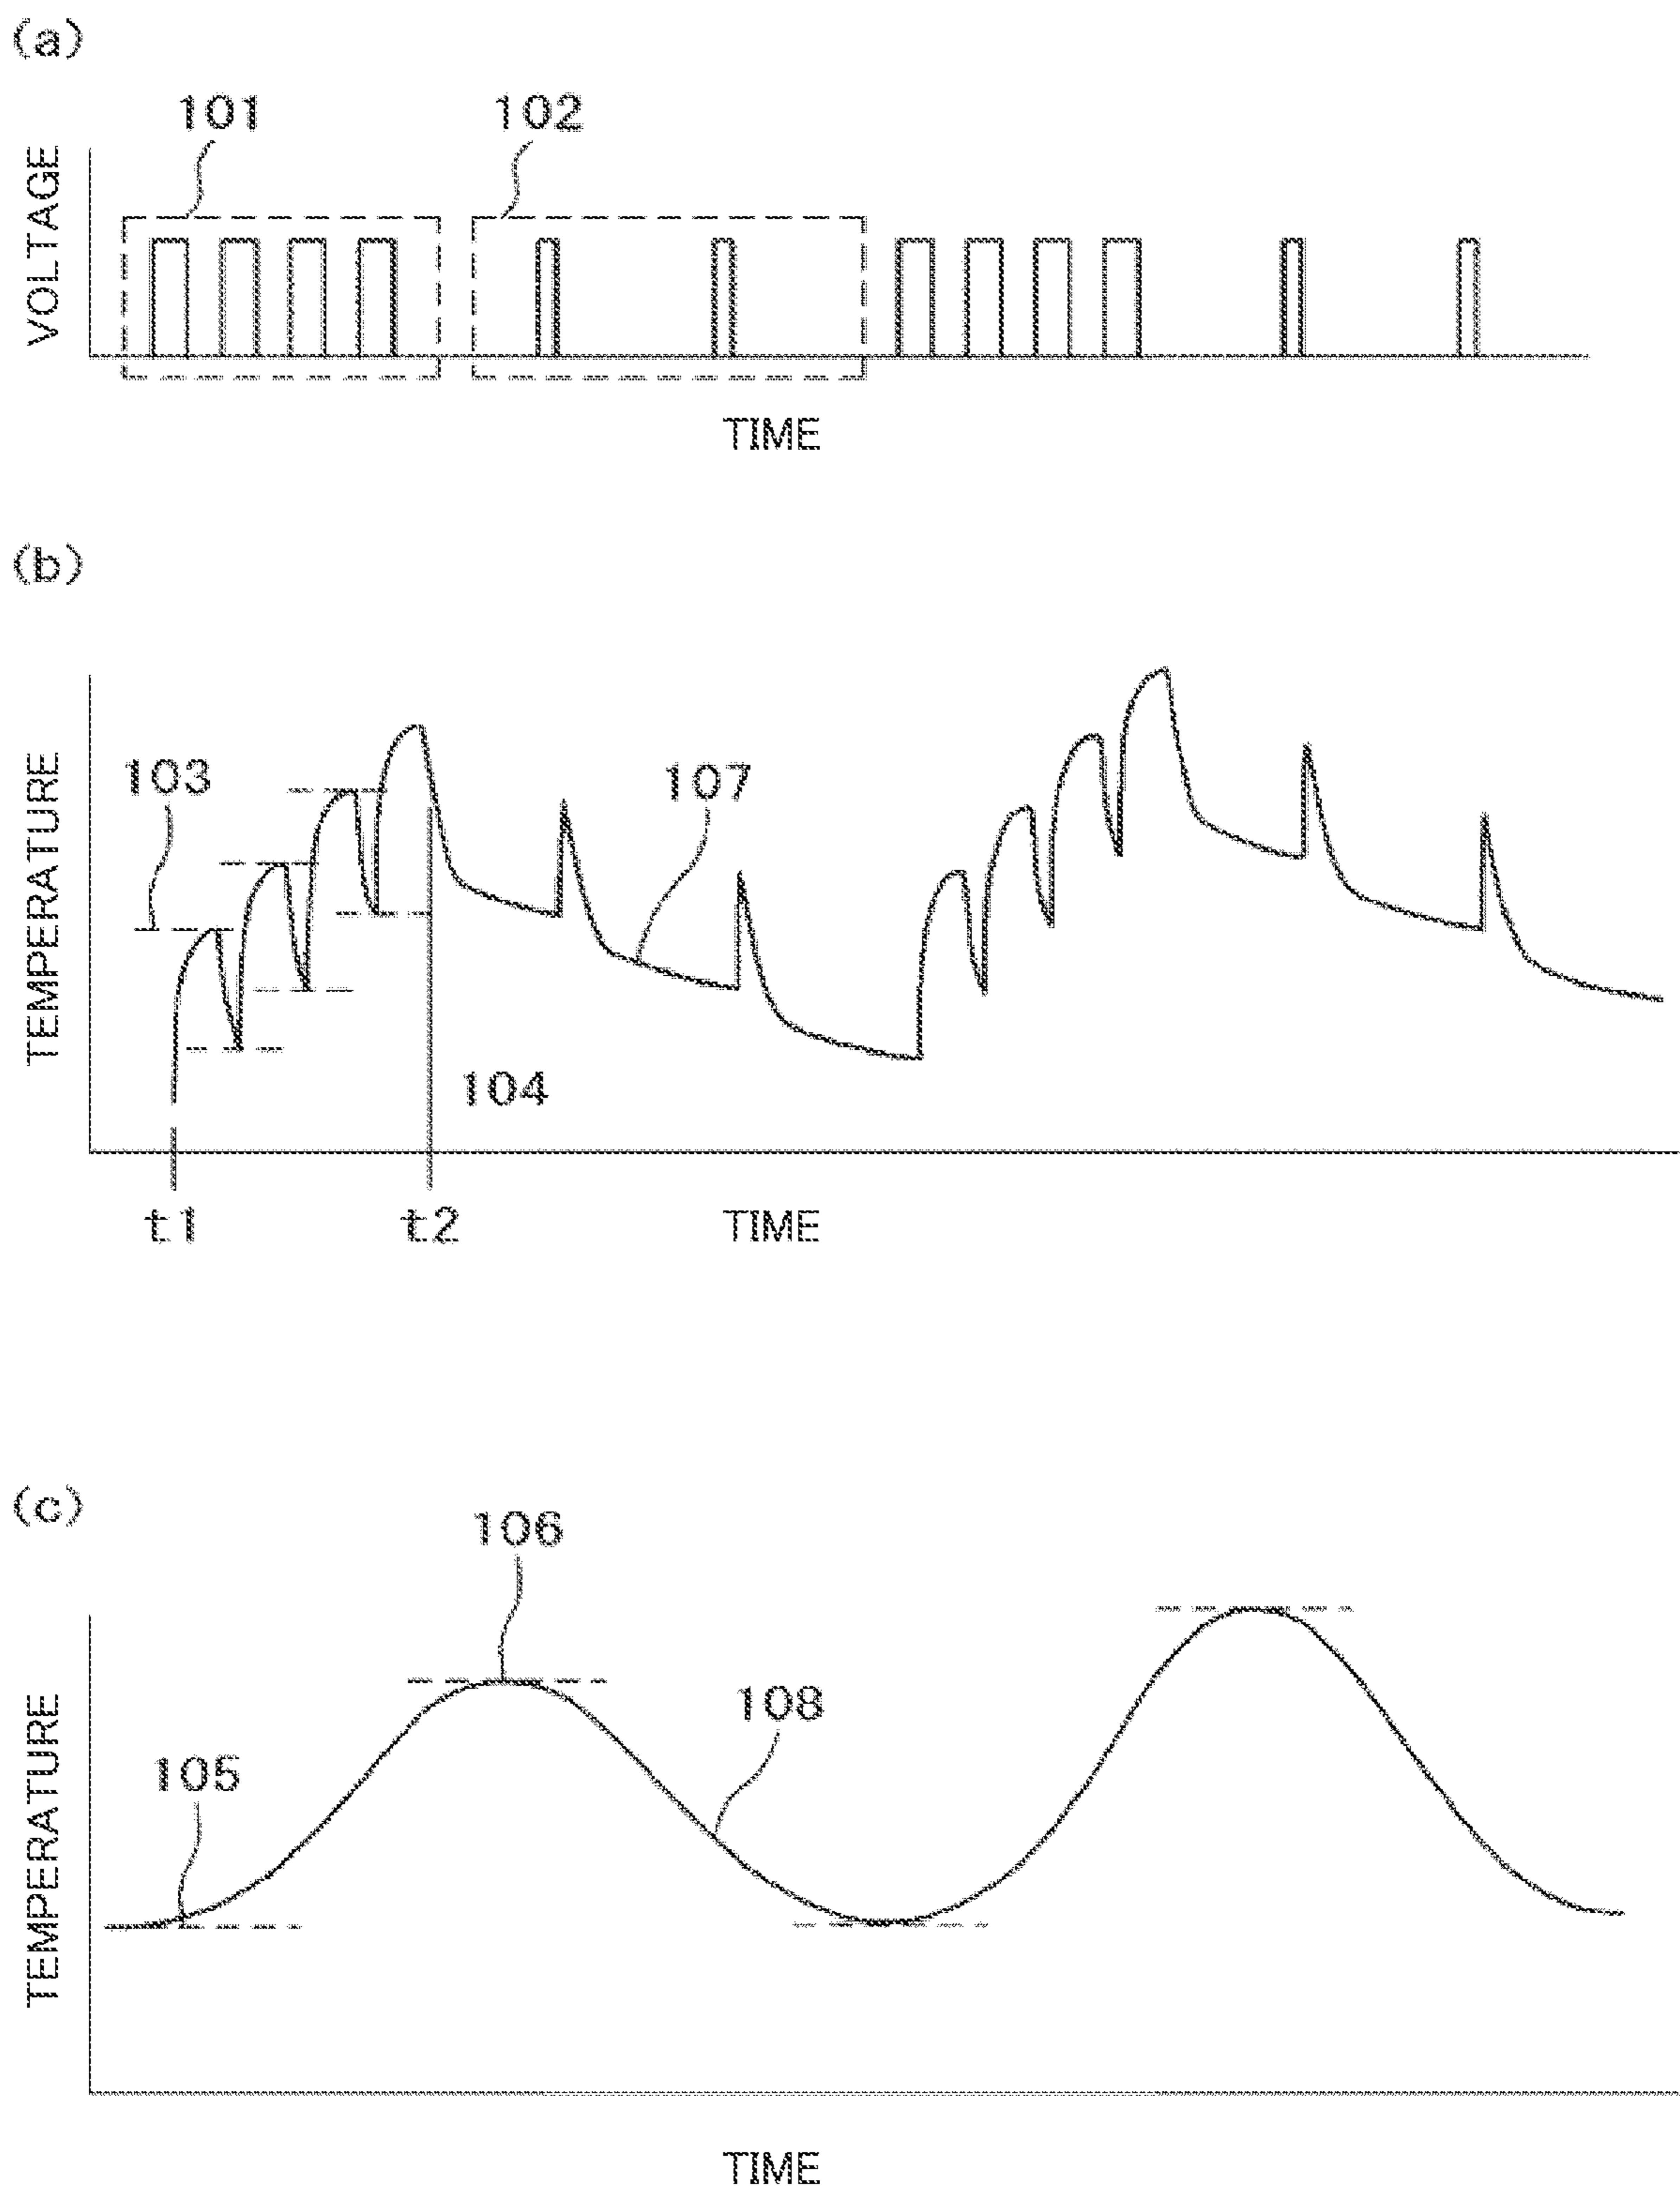 (a)
101
102
VOLTAGE
TIME
(b)
103
107
TEMPERATURE
104
t1
t2
TIME
(c)
106
108
105
TEMPERATURE
TIME